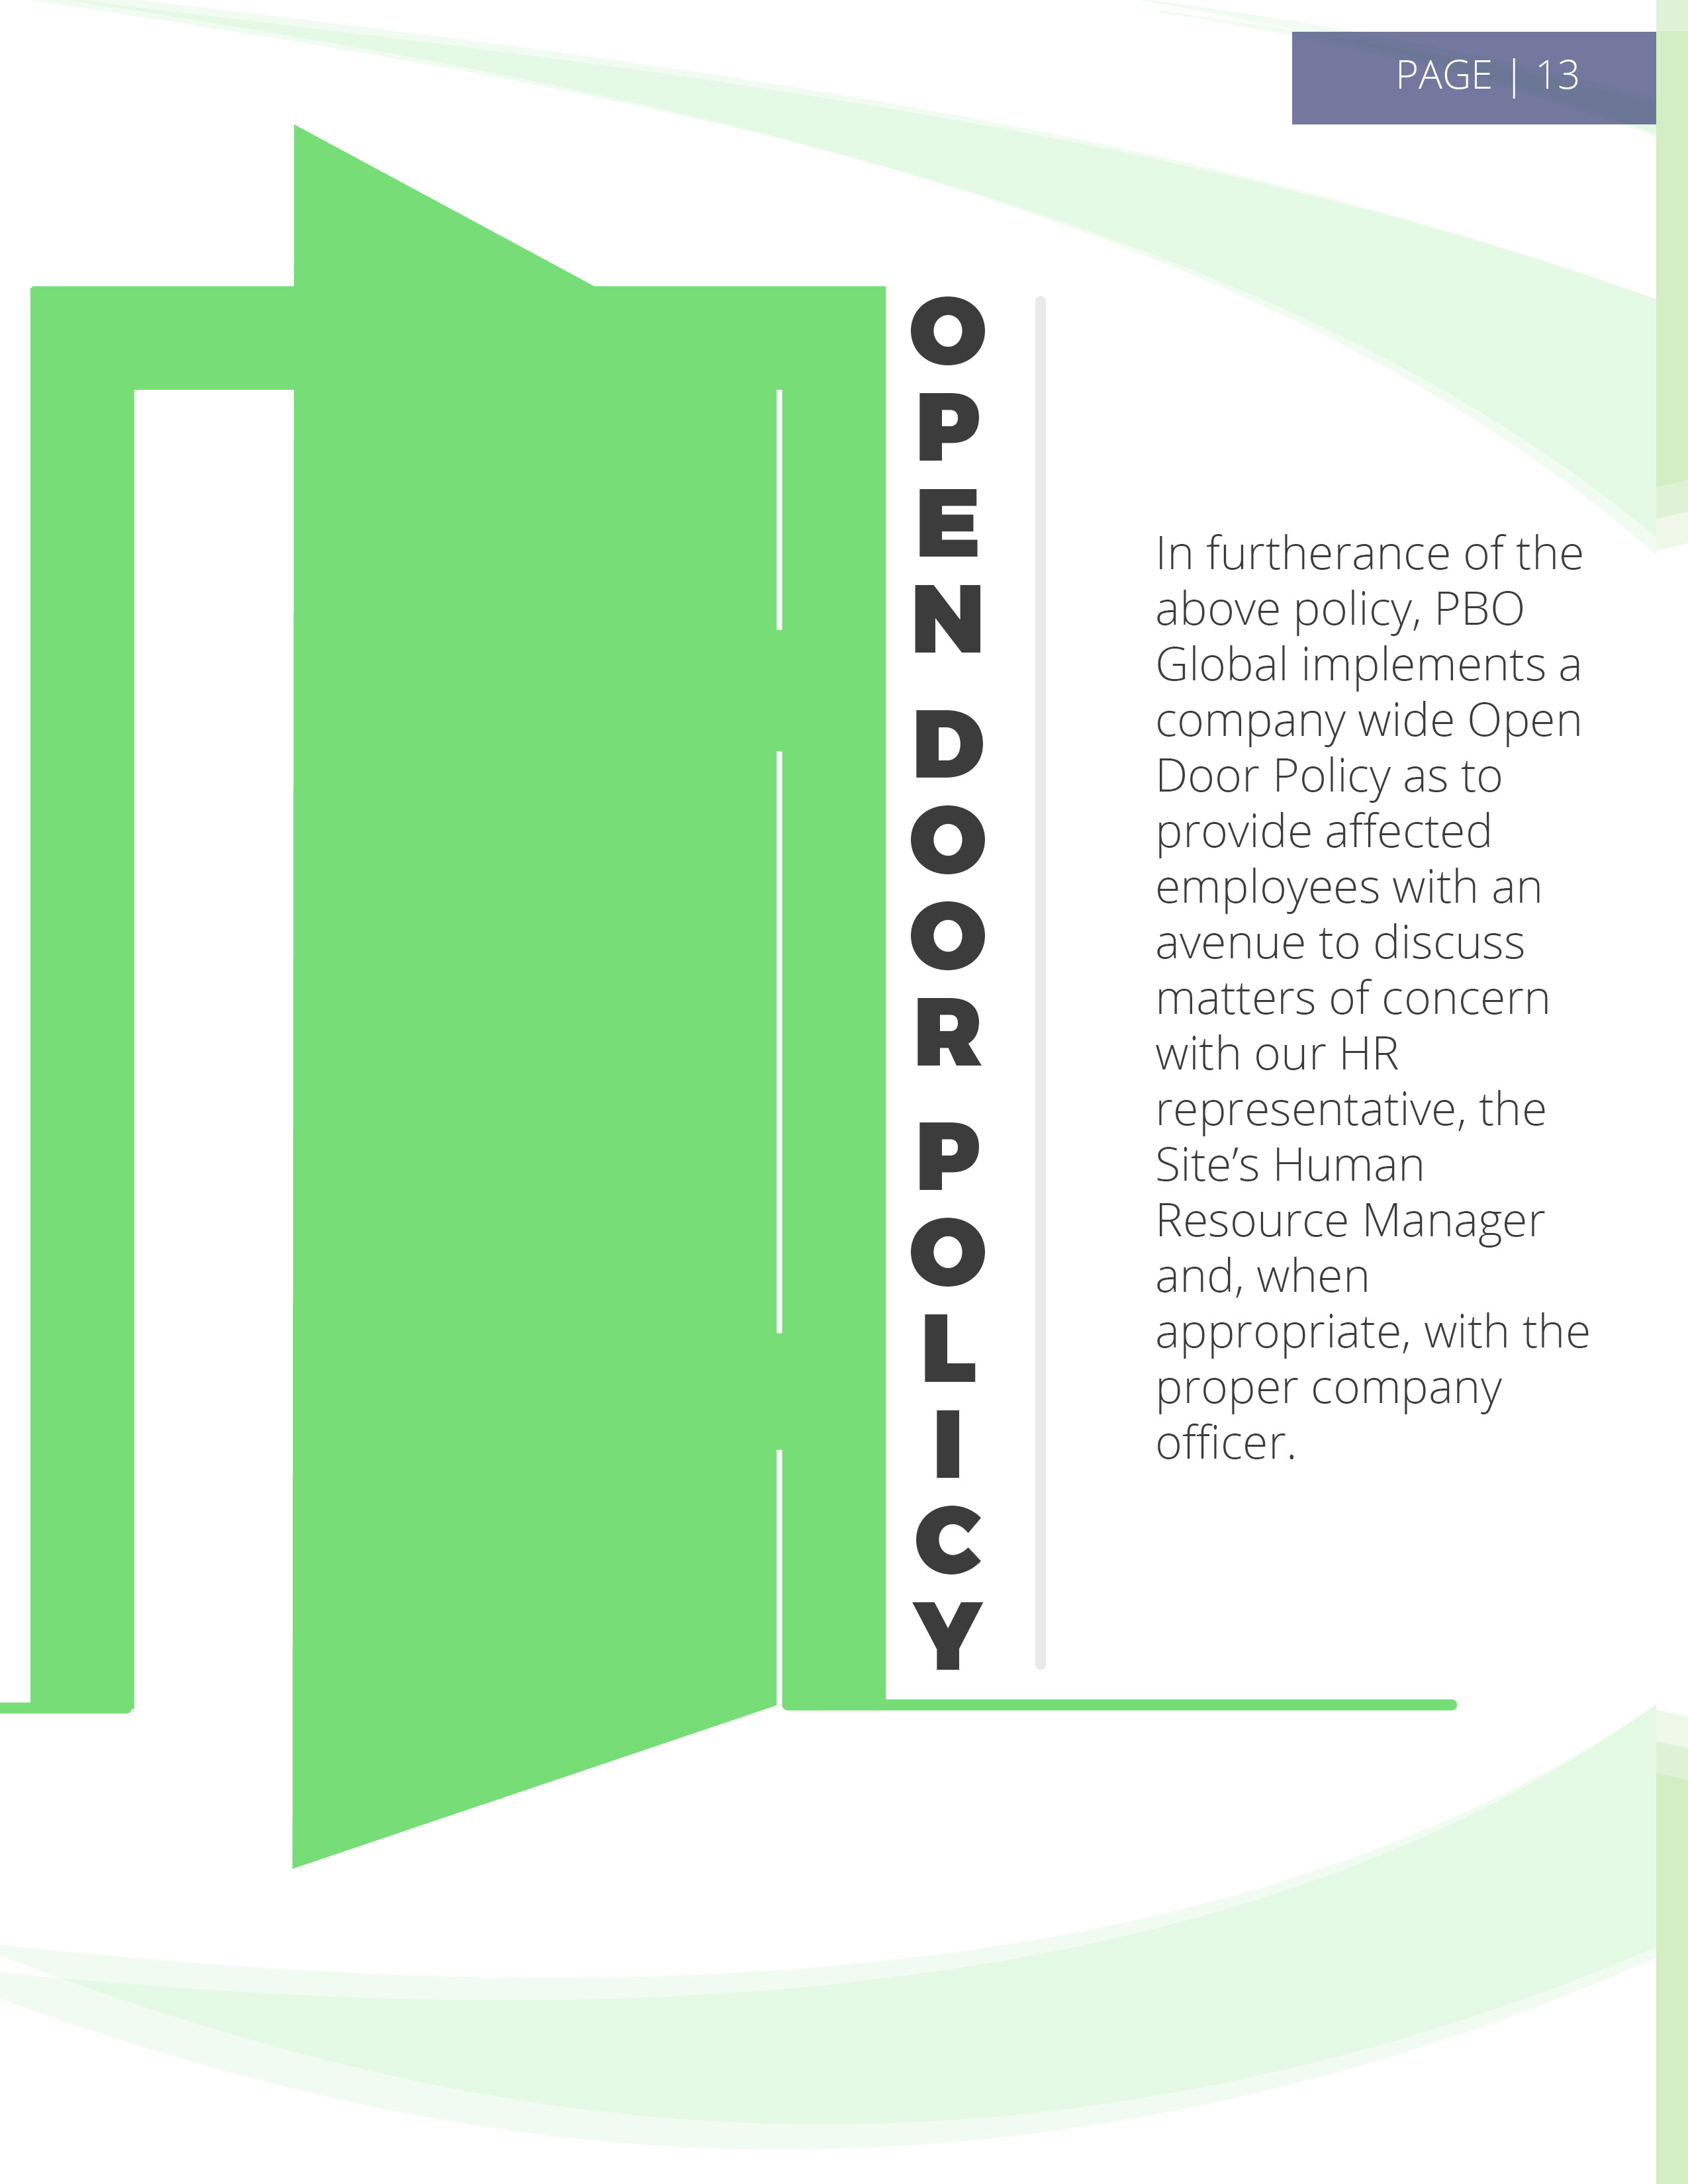 PAGE | 13
OPEN DOOR POLICY
In furtherance of the
above policy, PBO
Global implements a
company wide Open
Door Policy as to
provide affected
employees with an
avenue to discuss
matters of concern
with our HR
representative, the
Site’s Human
Resource Manager
and, when
appropriate, with the
proper company
officer.